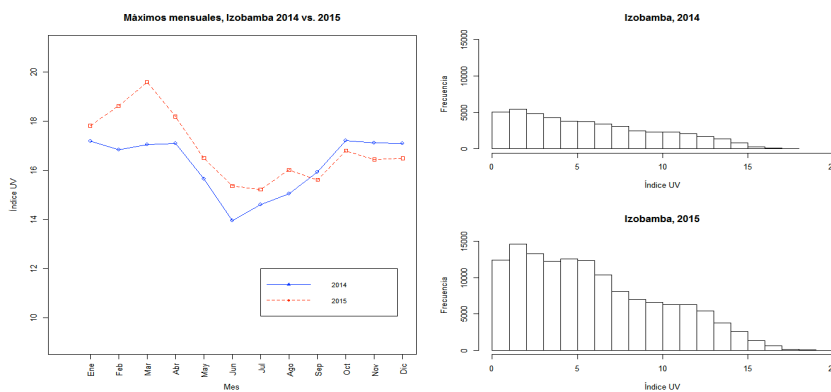 Máximos mensuales, Izobamba 2014 vs. 2015
Índice UV
20
18
16
14
12
10
2014
2015
Ene
Feb
Mar
Abr
May
Jun
Jul
Ago
Sep
Oct
Nov
Dic
Mes
Izobamba, 2014
Frecuencia
15000
10000
5000
0
0 5 10 15 20
Índice UV
Izobamba, 2015
Frecuencia
15000
10000
5000
0
0 5 10 15 20
Índice UV